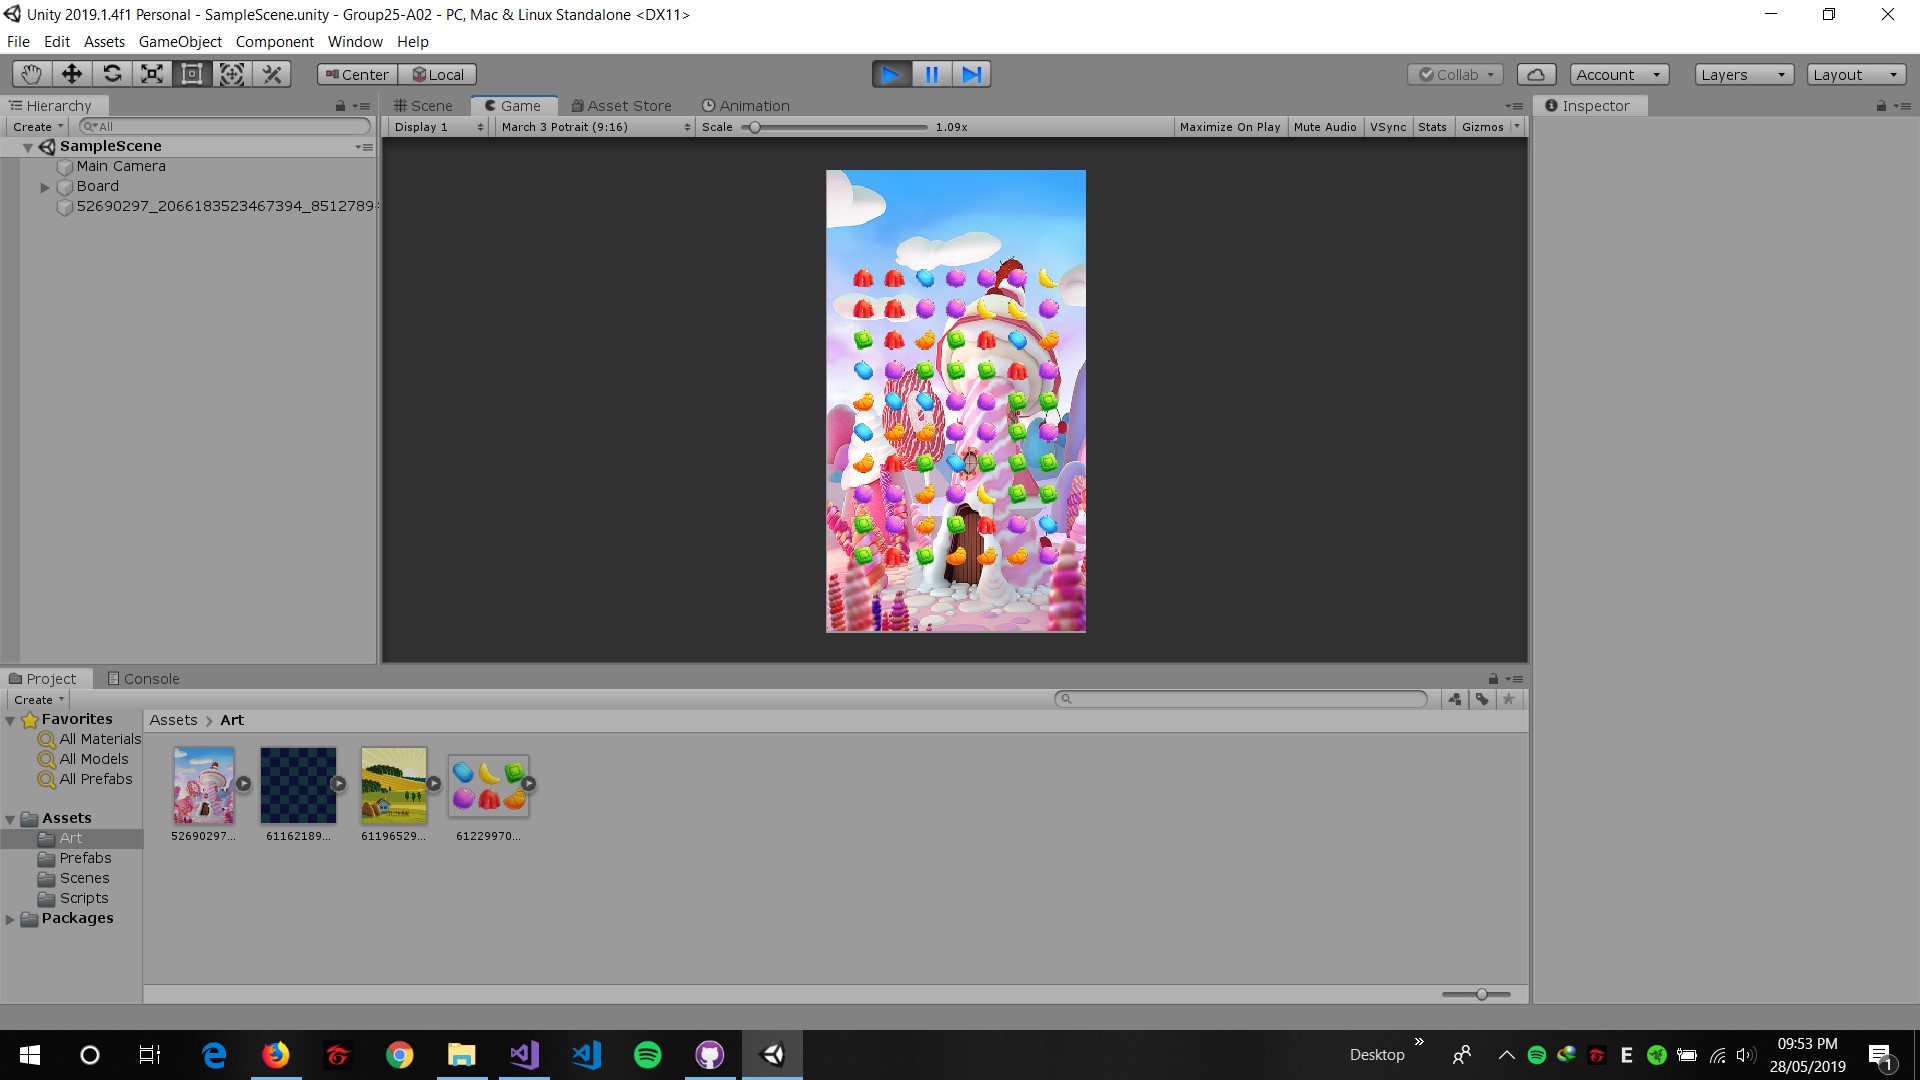 Unity 2019.1.4f1 Personal - SampleScene.unity - Group25-A02 - PC, Mac & Linux Standalone <DX11>
File Edit Assets GameObject Component Window Help
Center Local Collab Account Layers Layout
Hierarchy Scene Game Asset Store Animation Inspector
Create All Display 1 March 3 Potrait (9:16) Scale 1.09x Maximize On Play Mute Audio VSync Stats Gizmos
SampleScene
Main Camera
Board
52690297_2066183523467394_8512789
Project Console
Create
Favorites Assets > Art
All Materials
All Models
All Prefabs
Assets
Art
52690297... 61162189... 61196529... 61229970...
Prefabs
Scenes
Scripts
Packages
Desktop » E 09:53 PM
28/05/2019 1